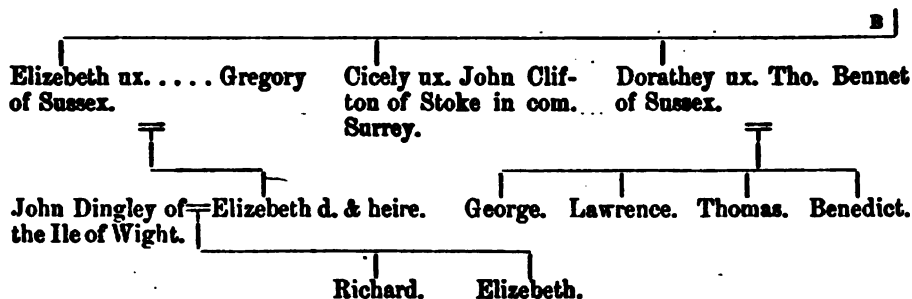 B
Elizebeth ux. . . . . . Gregory
of Sussex.
Cicely ux. John Clif-
ton of Stoke in com.
Surrey.
Dorathey ux. Tho. Bennet
of Sussex.
John Dingley of
the Ile of Wight.
Elizebeth d. & heire.
George. Lawrence. Thomas. Benedict.
Richard. Elizebeth.